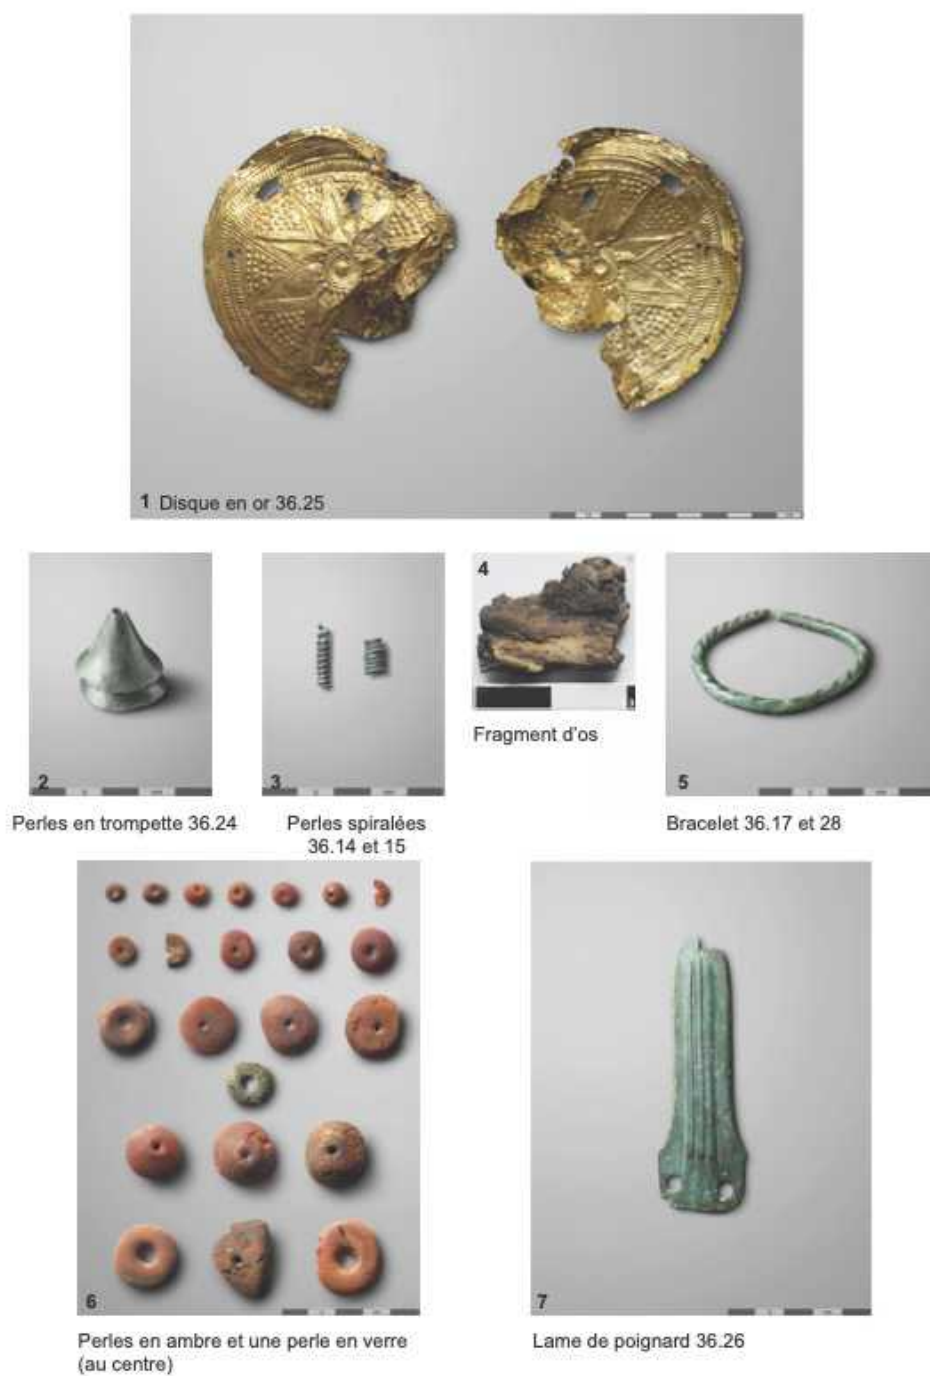 1 Disque en or 36.25
2
Perles en trompette 36.24
3
Perles spiralées
36.14 et 15
4
Fragment d'os
5
Bracelet 36.17 et 28
6
Perles en ambre et une perle en verre
(au centre)
7
Lame de poignard 36.26